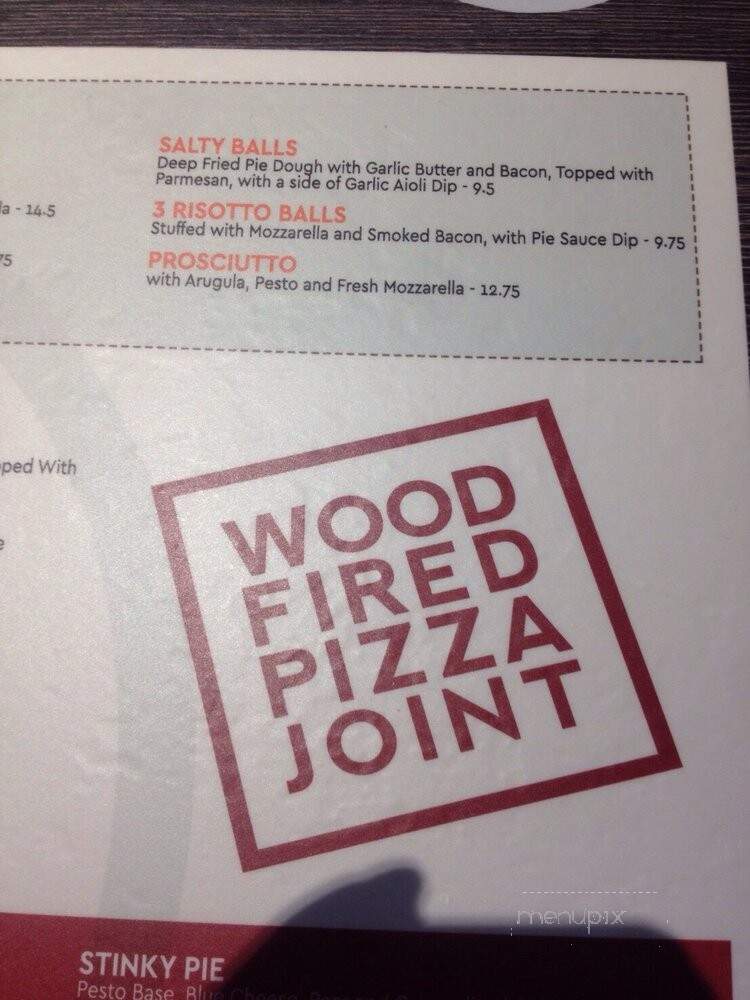 SALTY BALLS
Deep Fried Pie Dough with Garlic Butter and Bacon, Topped with
Parmesan, with a side of Garlic Aioli Dip - 9.5
la - 14.5
3 RISOTTO BALLS
Stuffed with Mozzarella and Smoked Bacon, with Pie Sauce Dip - 9.75
75
PROSCIUTTO
with Arugula, Pesto and Fresh Mozzarella - 12.75
pped With
e
WOOD
FIRED
PIZZA
JOINT
menupix
STINKY PIE
Pesto Base, Blue Cheese,